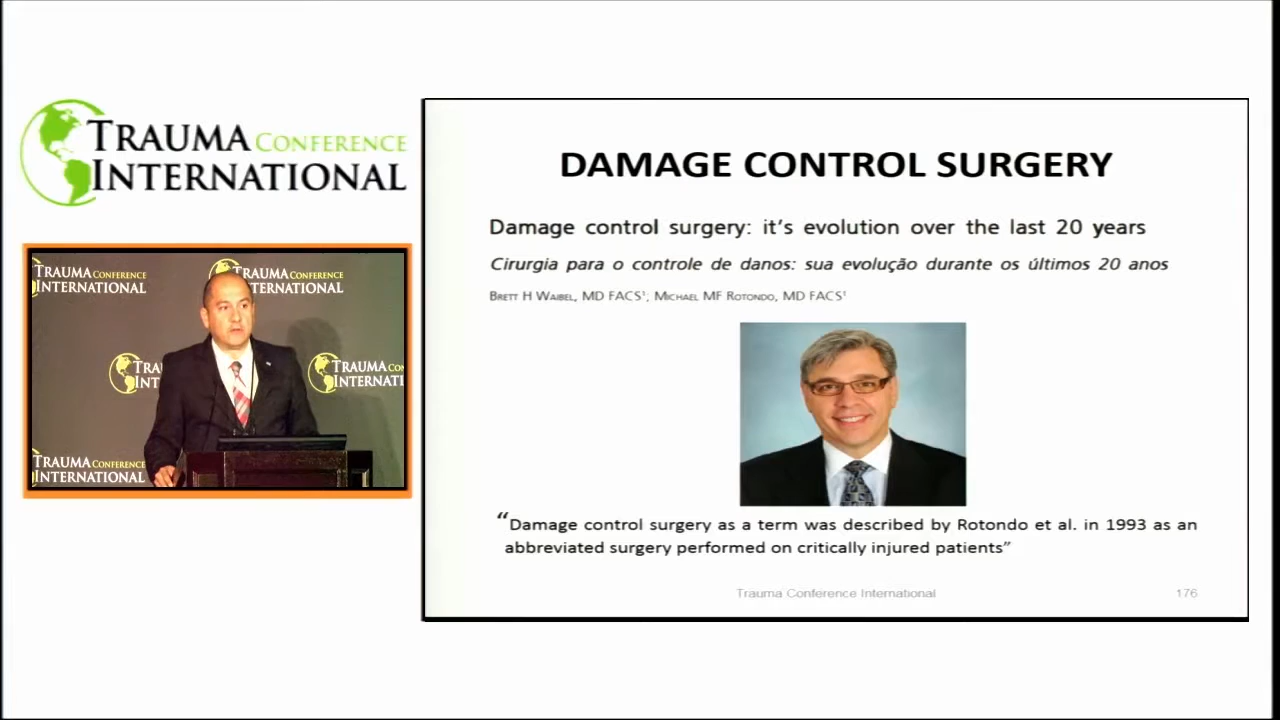 TRAUMA CONFERENCE
INTERNATIONAL
TRAUMA CONFERENCE
INTERNATIONAL
TRAUMA CONFERENCE
INTERNATIONAL
TRAUMA
INTERNATIONAL
TRAUMA CONFERENCE
INTERNATIONAL
DAMAGE CONTROL SURGERY
Damage control surgery: it's evolution over the last 20 years
Cirurgia para o controle de danos: sua evolução durante os últimos 20 anos
BRETT H WAIBEL, MD FACS¹; MICHAEL MF ROTONDO, MD FACS¹
“Damage control surgery as a term was described by Rotondo et al. in 1993 as an
abbreviated surgery performed on critically injured patients”
Trauma Conference International 176